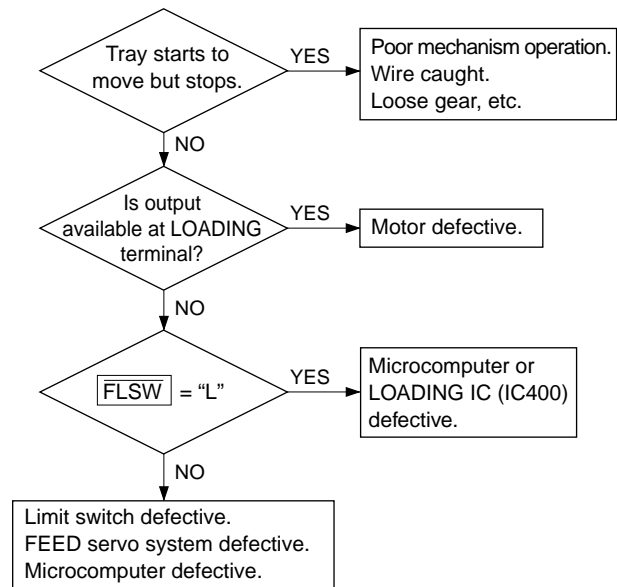 Tray starts to
move but stops.
YES
Poor mechanism operation.
Wire caught.
Loose gear, etc.
NO
Is output
available at LOADING
terminal?
YES
Motor defective.
NO
FLSW = “L”
YES
Microcomputer or
LOADING IC (IC400)
defective.
NO
Limit switch defective.
FEED servo system defective.
Microcomputer defective.